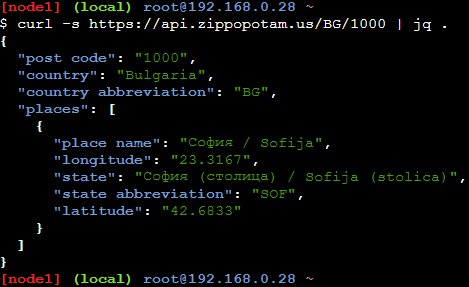 [node1] (local) root@192.168.0.28 ~
$ curl -s https://api.zippopotam.us/BG/1000 | jq .
{
  "post code": "1000",
  "country": "Bulgaria",
  "country abbreviation": "BG",
  "places": [
    {
      "place name": "София / Sofija",
      "longitude": "23.3167",
      "state": "София (столица) / Sofija (stolica)",
      "state abbreviation": "SOF",
      "latitude": "42.6833"
    }
  ]
}
[node1] (local) root@192.168.0.28 ~